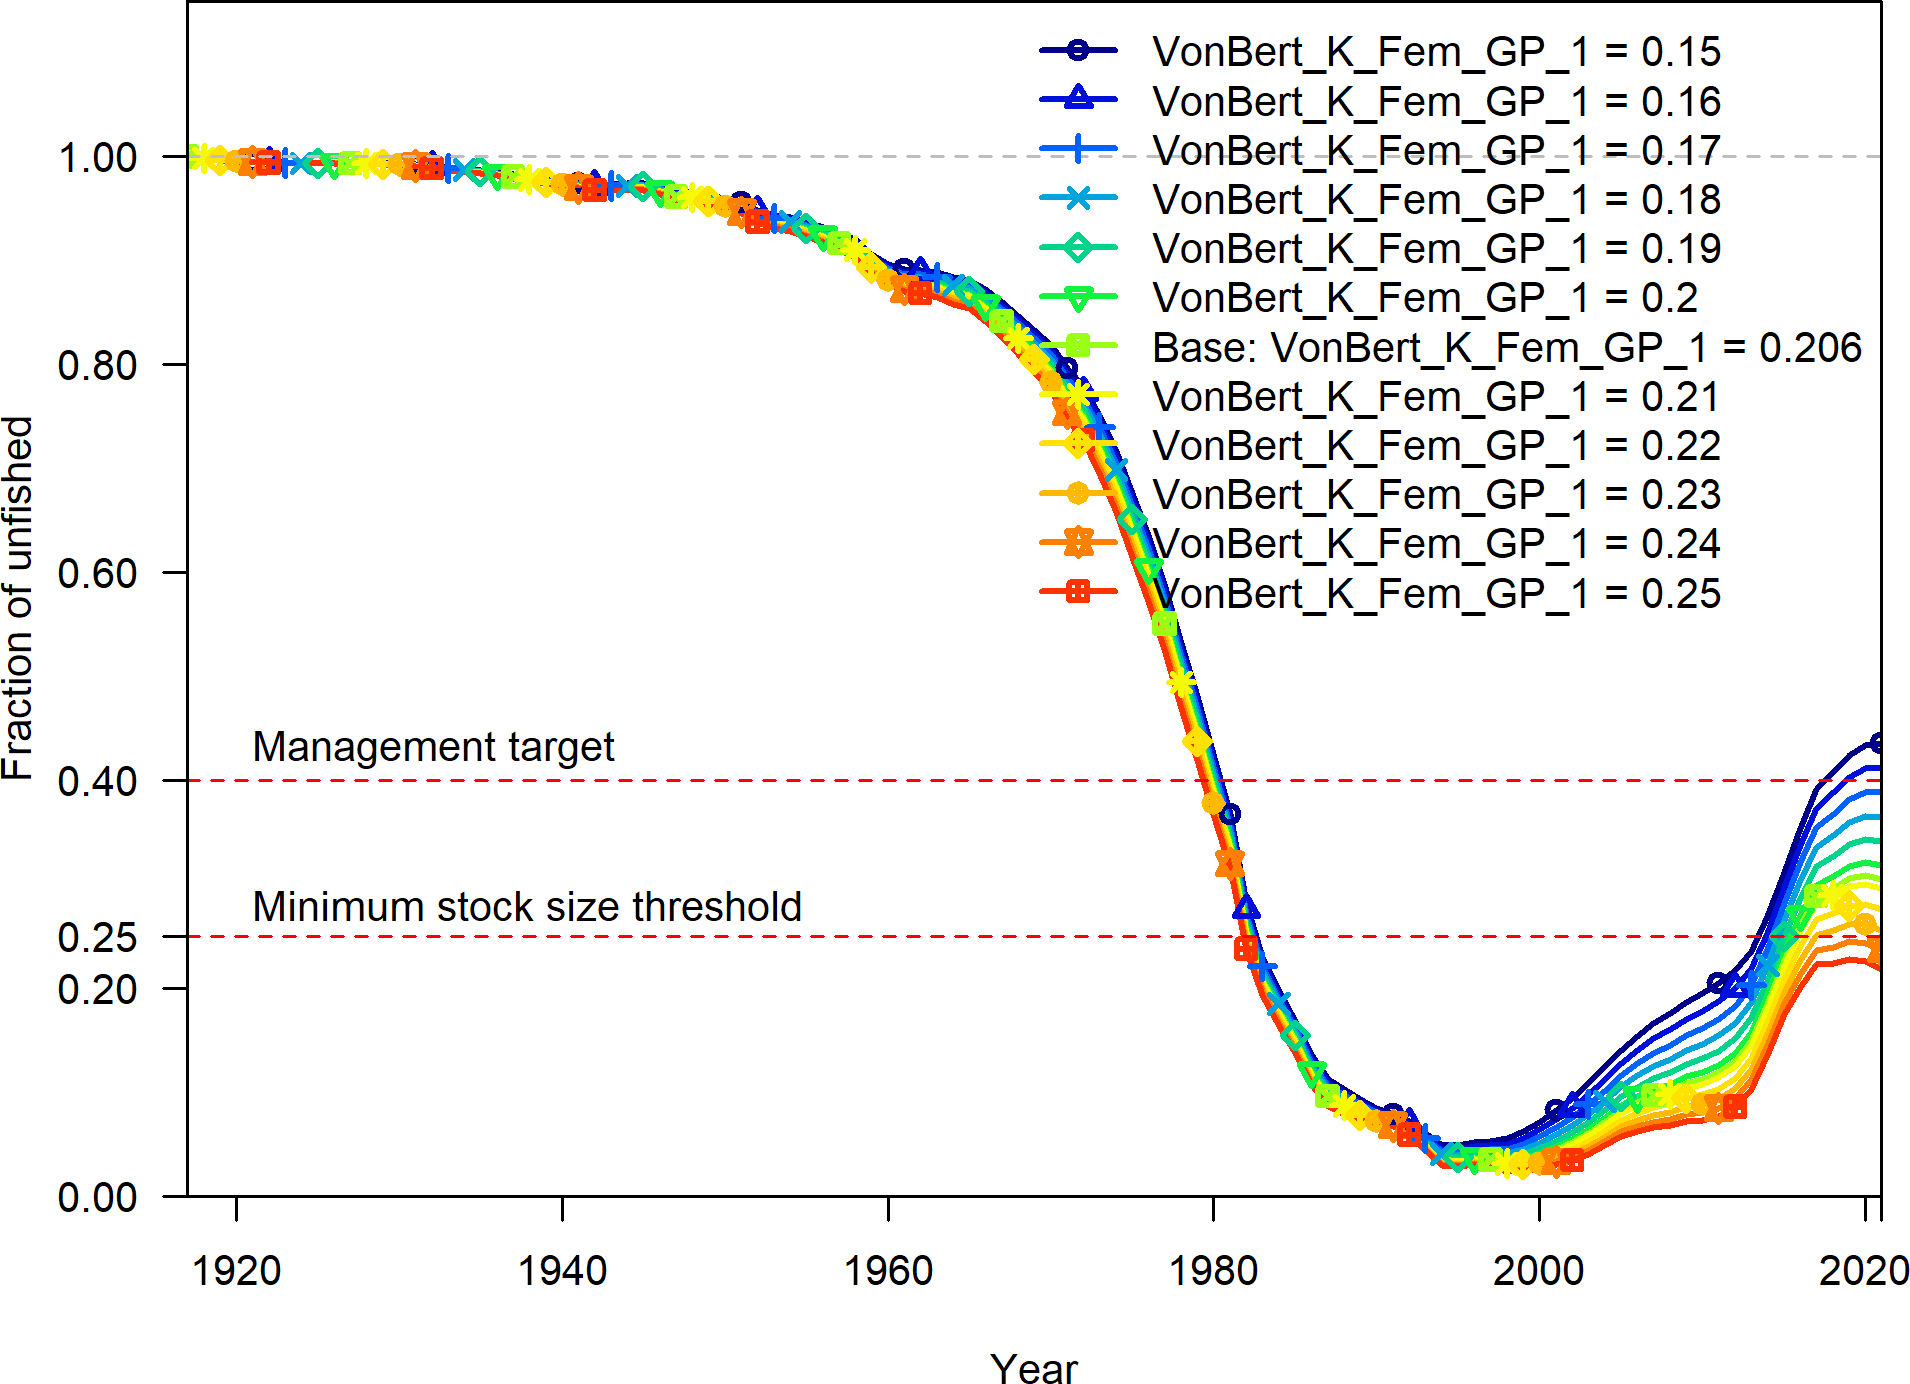 VonBert_K_Fem_GP_1 = 0.15
VonBert_K_Fem_GP_1 = 0.16
VonBert_K_Fem_GP_1 = 0.17
VonBert_K_Fem_GP_1 = 0.18
VonBert_K_Fem_GP_1 = 0.19
VonBert_K_Fem_GP_1 = 0.2
Base: VonBert_K_Fem_GP_1 = 0.206
VonBert_K_Fem_GP_1 = 0.21
VonBert_K_Fem_GP_1 = 0.22
VonBert_K_Fem_GP_1 = 0.23
VonBert_K_Fem_GP_1 = 0.24
VonBert_K_Fem_GP_1 = 0.25
Fraction of unfished
1.00
0.80
0.60
0.40
0.25
0.20
0.00
Management target
Minimum stock size threshold
1920 1940 1960 1980 2000 2020
Year